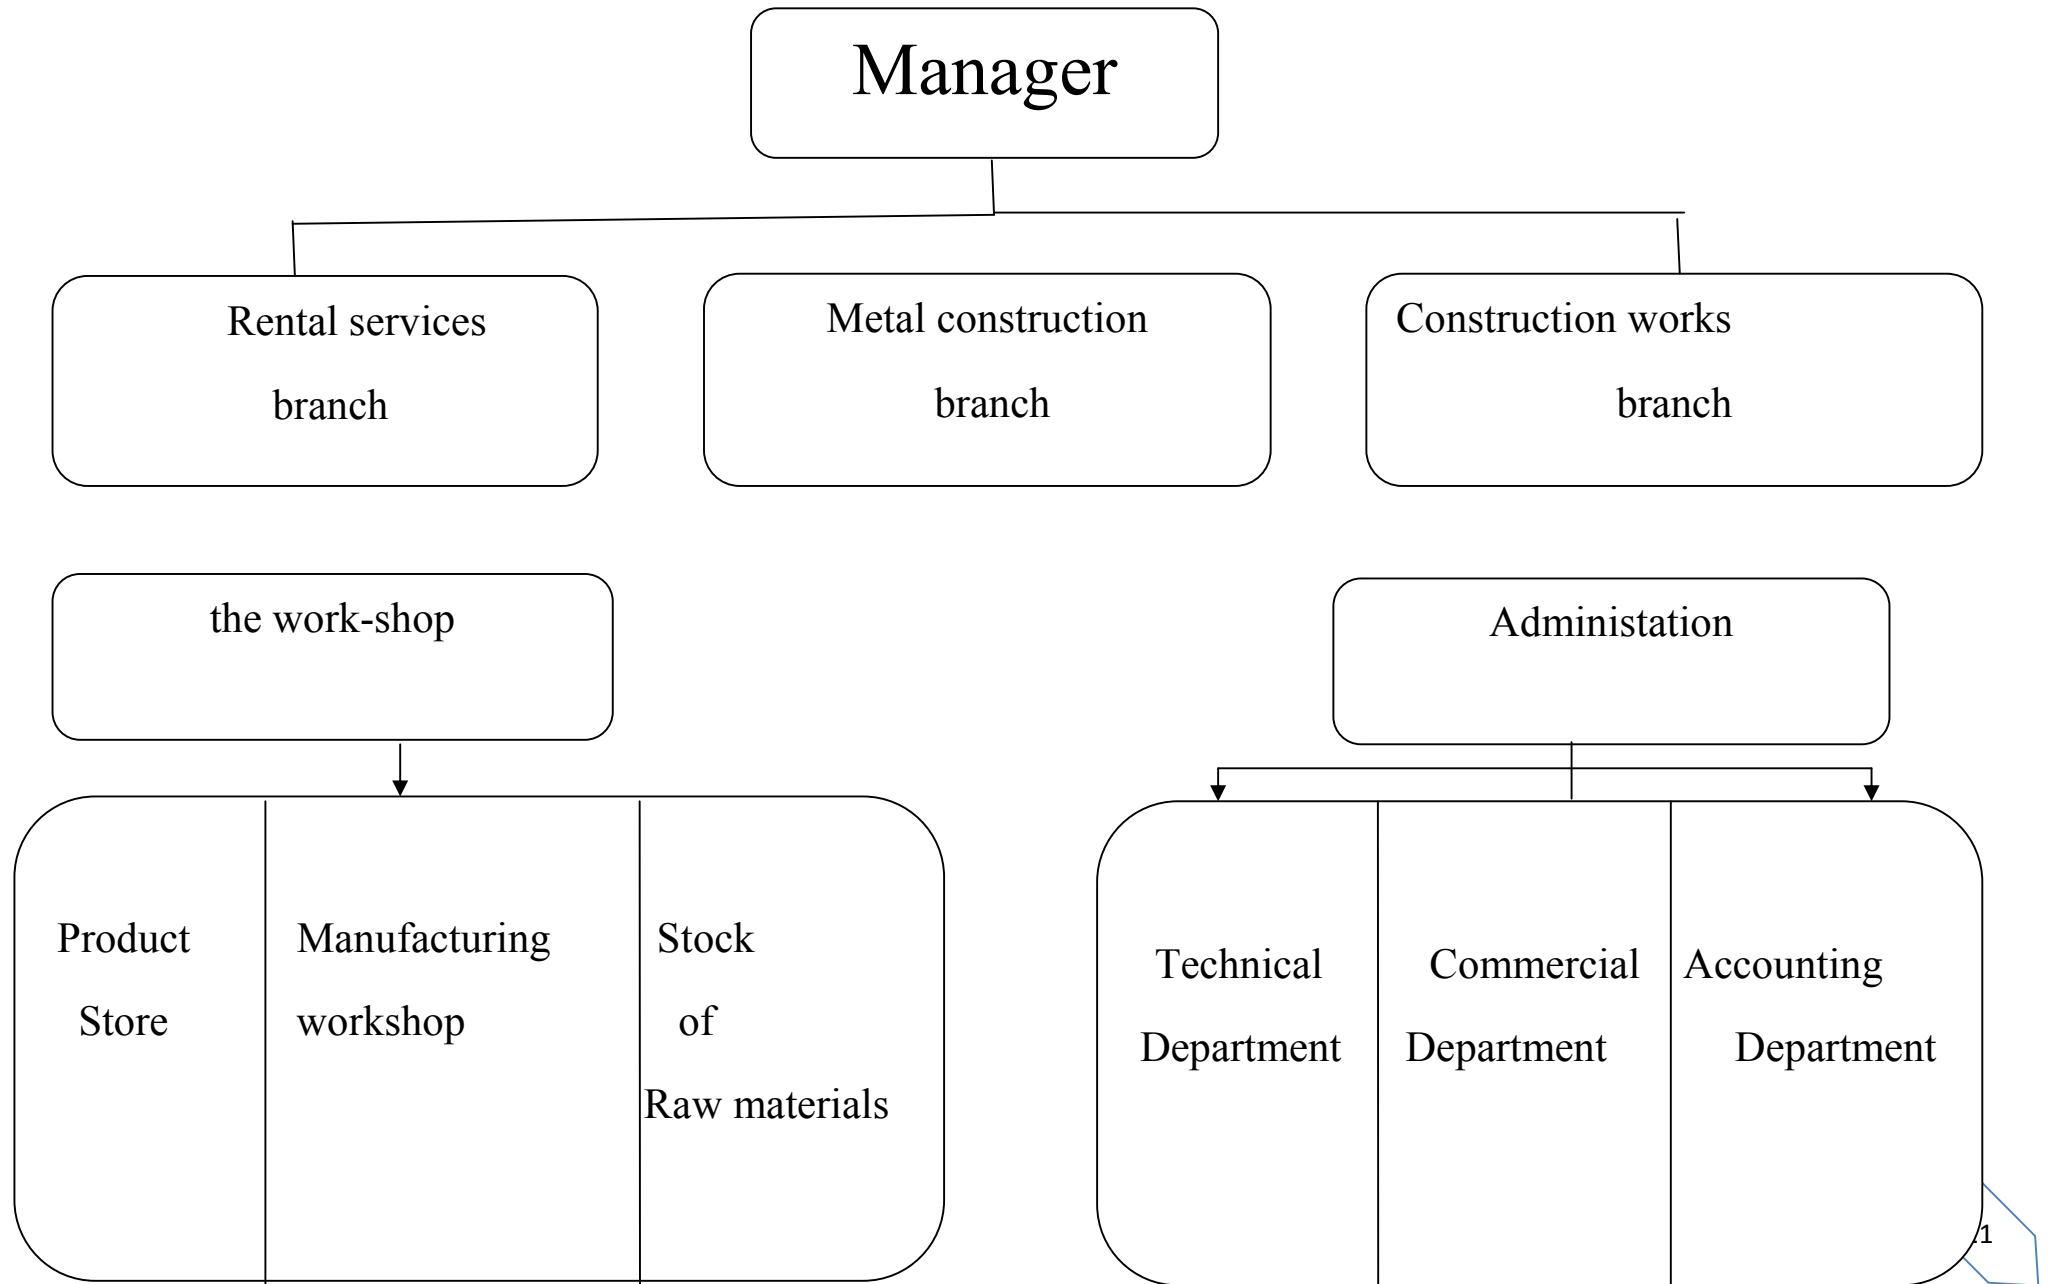 Manager
Rental services
branch
Metal construction
branch
Construction works
branch
the work-shop
Administation
Product
Store
Manufacturing
workshop
Stock
of
Raw materials
Technical
Department
Commercial
Department
Accounting
Department